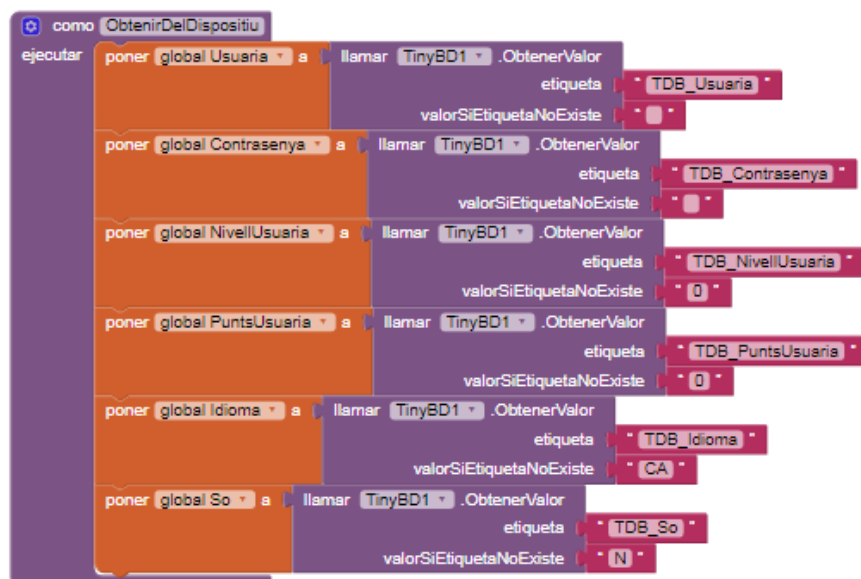 como ObtenirDelDispositiu
ejecutar poner global Usuaria a llamar TinyBD1 .ObtenerValor
etiqueta " TDB_Usuaria "
valorSiEtiquetaNoExiste " "
poner global Contrasenya a llamar TinyBD1 .ObtenerValor
etiqueta " TDB_Contrasenya "
valorSiEtiquetaNoExiste " "
poner global NivellUsuaria a llamar TinyBD1 .ObtenerValor
etiqueta " TDB_NivellUsuaria "
valorSiEtiquetaNoExiste " 0 "
poner global PuntsUsuaria a llamar TinyBD1 .ObtenerValor
etiqueta " TDB_PuntsUsuaria "
valorSiEtiquetaNoExiste " 0 "
poner global Idioma a llamar TinyBD1 .ObtenerValor
etiqueta " TDB_Idioma "
valorSiEtiquetaNoExiste " CA "
poner global So a llamar TinyBD1 .ObtenerValor
etiqueta " TDB_So "
valorSiEtiquetaNoExiste " N "